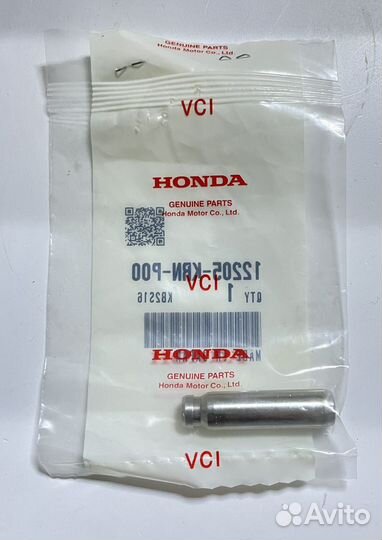 GENUINE PARTS
Honda Motor Co., Ltd.
VCI
HONDA
GENUINE PARTS
Honda Motor Co., Ltd.
12205-KRN-P00
VCI
QTY 1 KB2S16
HONDA
GENUINE PARTS
Honda Motor Co., Ltd.
VCI
Avito